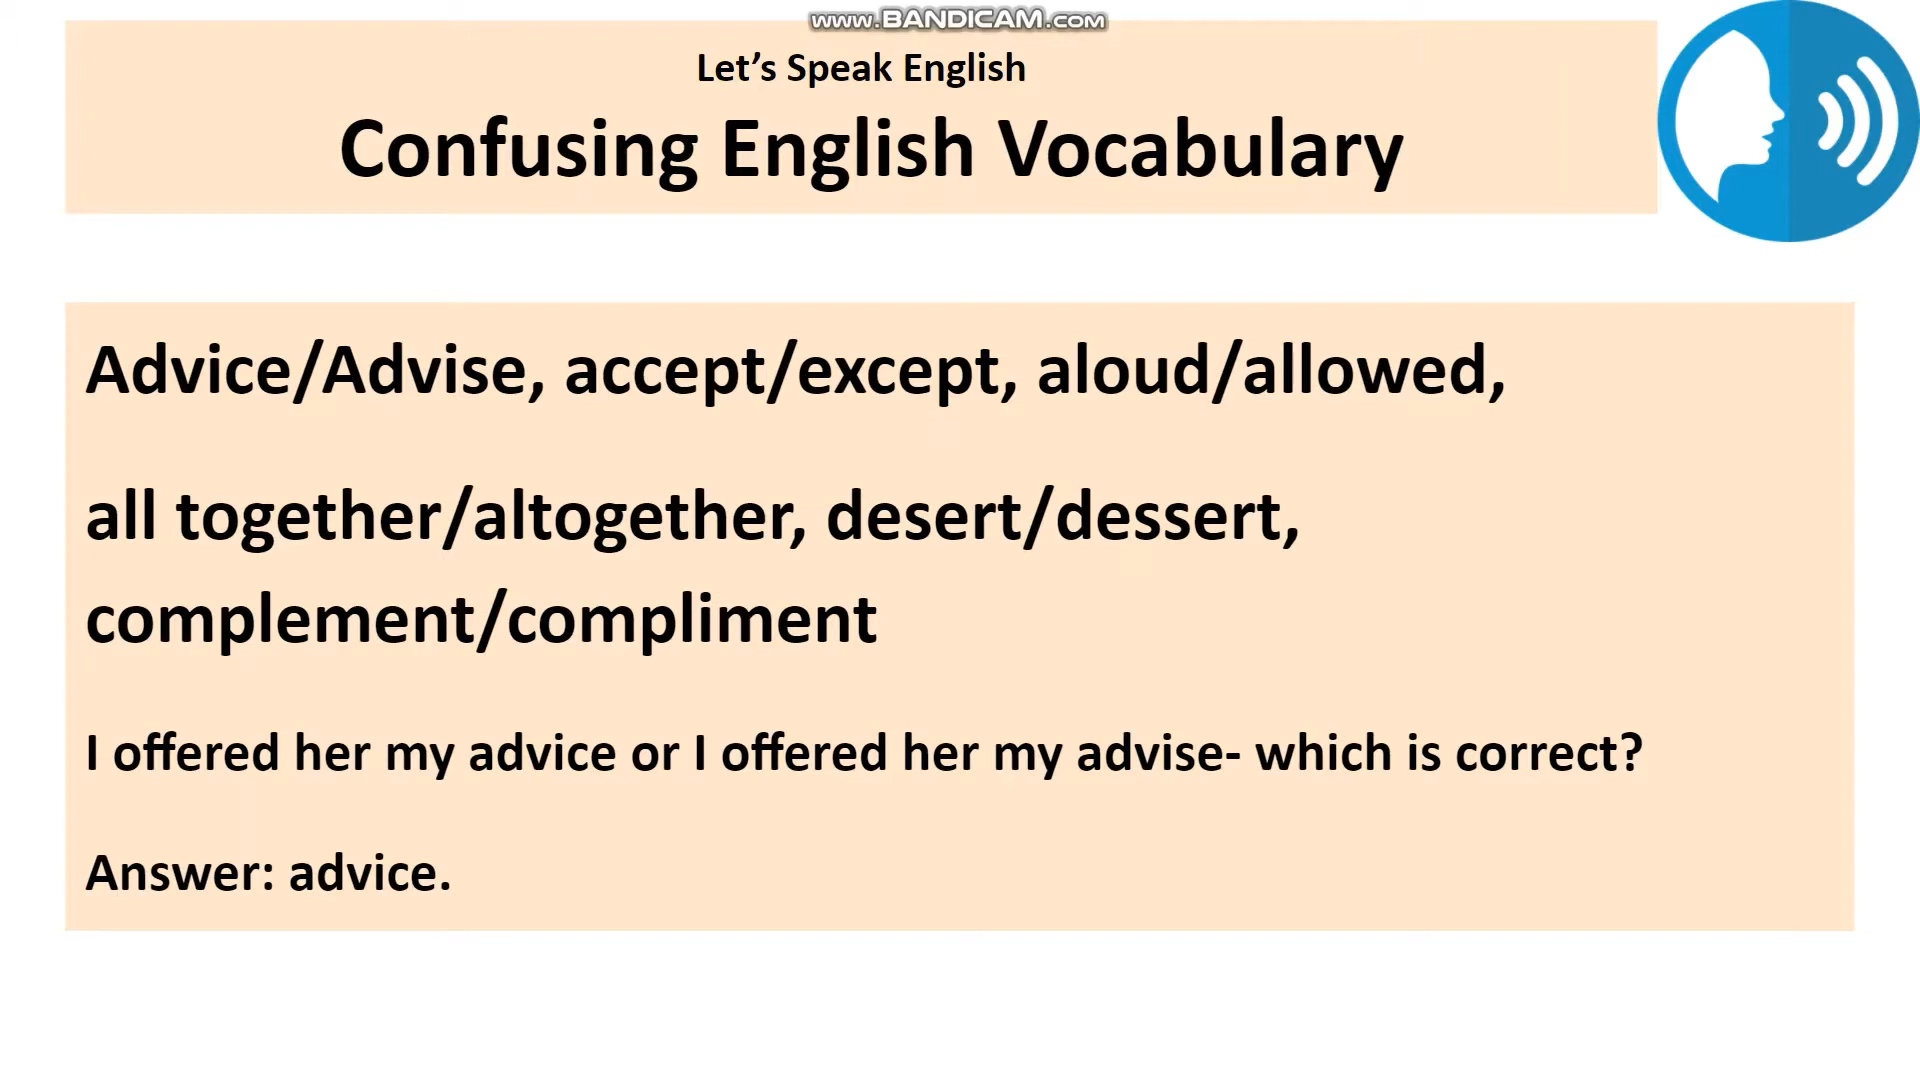 www.BANDICAM.com
Let’s Speak English
Confusing English Vocabulary
Advice/Advise, accept/except, aloud/allowed,
all together/altogether, desert/dessert,
complement/compliment
I offered her my advice or I offered her my advise- which is correct?
Answer: advice.